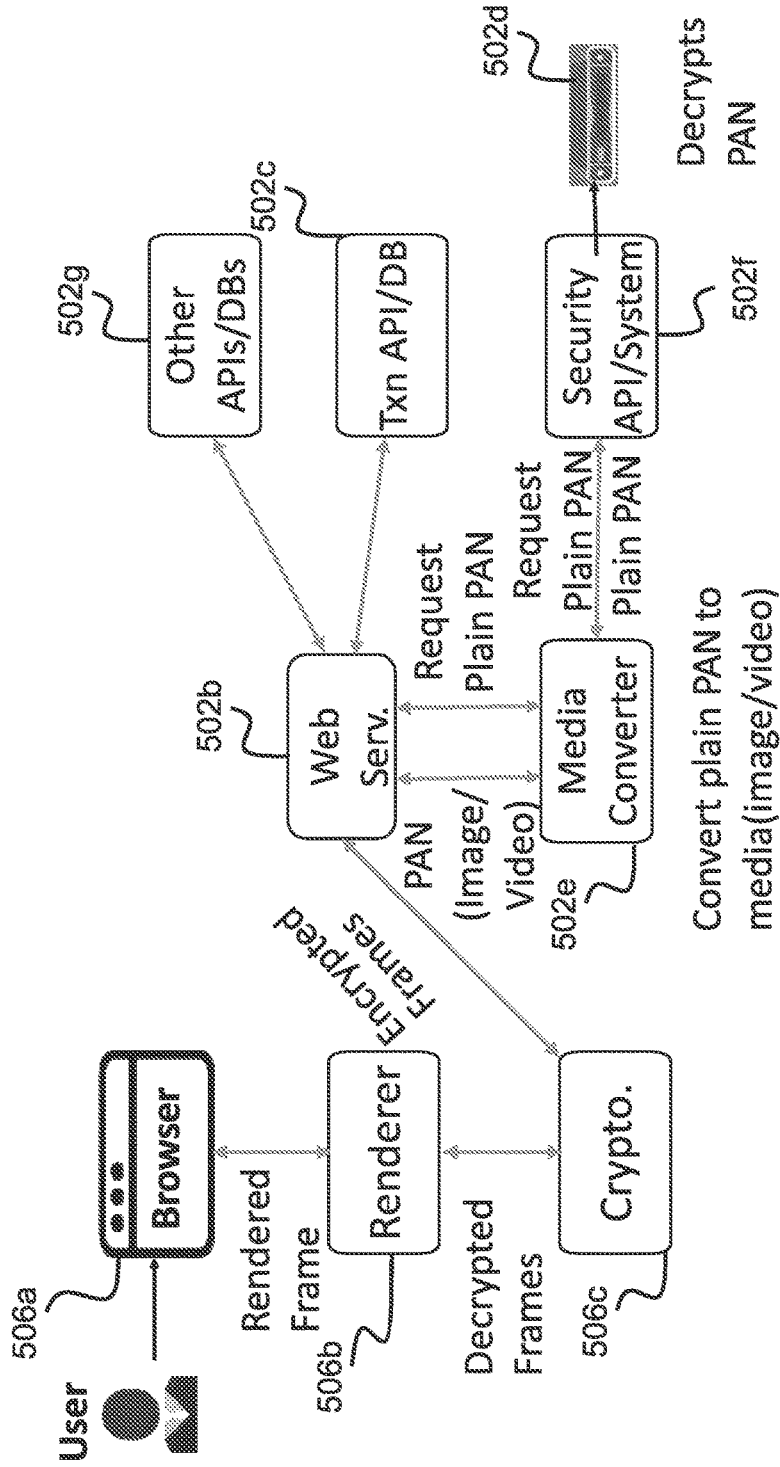 User
506a
Browser
Rendered
Frame
506b
Renderer
Decrypted
Frames
506c
Crypto.
Encrypted
Frames
502b
Web
Serv.
PAN
(Image/
Video)
Request
Plain PAN
502e
Media
Converter
Convert plain PAN to
media(image/video)
Request
Plain PAN
Plain PAN
502g
Other
APIs/DBs
502c
Txn API/DB
Security
API/System
502f
502d
Decrypts
PAN